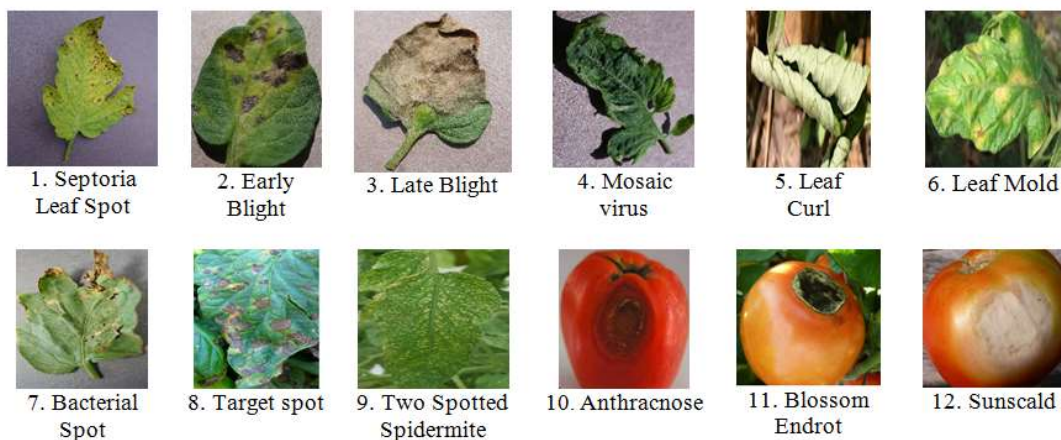 1. Septoria
Leaf Spot
2. Early
Blight
3. Late Blight
4. Mosaic
virus
5. Leaf
Curl
6. Leaf Mold
7. Bacterial
Spot
8. Target spot
9. Two Spotted
Spidermite
10. Anthracnose
11. Blossom
Endrot
12. Sunscald